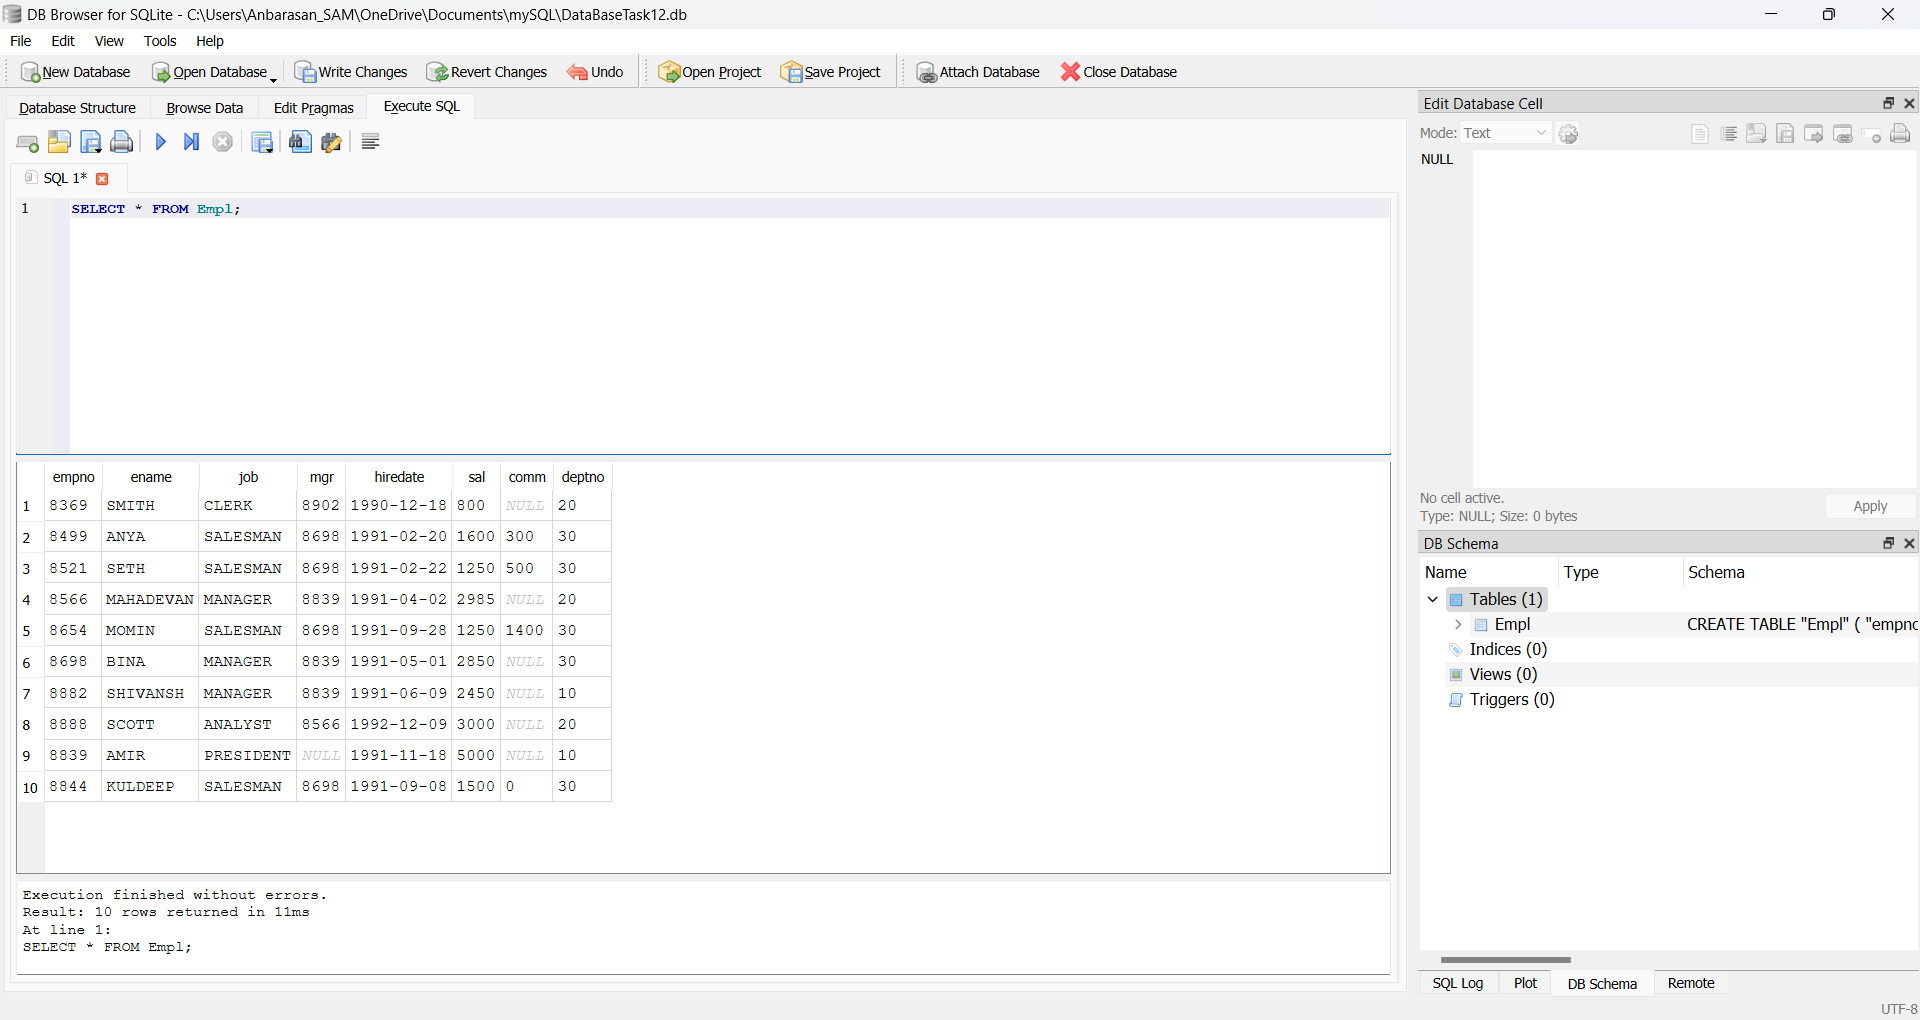 DB Browser for SQLite - C:\Users\Anbarasan_SAM\OneDrive\Documents\mySQL\DataBaseTask12.db
File Edit View Tools Help
New Database Open Database Write Changes Revert Changes Undo Open Project Save Project Attach Database Close Database
Database Structure Browse Data Edit Pragmas Execute SQL
SQL 1*
1 SELECT * FROM Empl;
empno ename job mgr hiredate sal comm deptno
1 8369 SMITH CLERK 8902 1990-12-18 800 NULL 20
2 8499 ANYA SALESMAN 8698 1991-02-20 1600 300 30
3 8521 SETH SALESMAN 8698 1991-02-22 1250 500 30
4 8566 MAHADEVAN MANAGER 8839 1991-04-02 2985 NULL 20
5 8654 MOMIN SALESMAN 8698 1991-09-28 1250 1400 30
6 8698 BINA MANAGER 8839 1991-05-01 2850 NULL 30
7 8882 SHIVANSH MANAGER 8839 1991-06-09 2450 NULL 10
8 8888 SCOTT ANALYST 8566 1992-12-09 3000 NULL 20
9 8839 AMIR PRESIDENT NULL 1991-11-18 5000 NULL 10
10 8844 KULDEEP SALESMAN 8698 1991-09-08 1500 0 30
Execution finished without errors.
Result: 10 rows returned in 11ms
At line 1:
SELECT * FROM Empl;
Edit Database Cell
Mode: Text
NULL
No cell active.
Type: NULL; Size: 0 bytes
Apply
DB Schema
Name Type Schema
Tables (1)
Empl CREATE TABLE "Empl" ( "empno
Indices (0)
Views (0)
Triggers (0)
SQL Log Plot DB Schema Remote
UTF-8